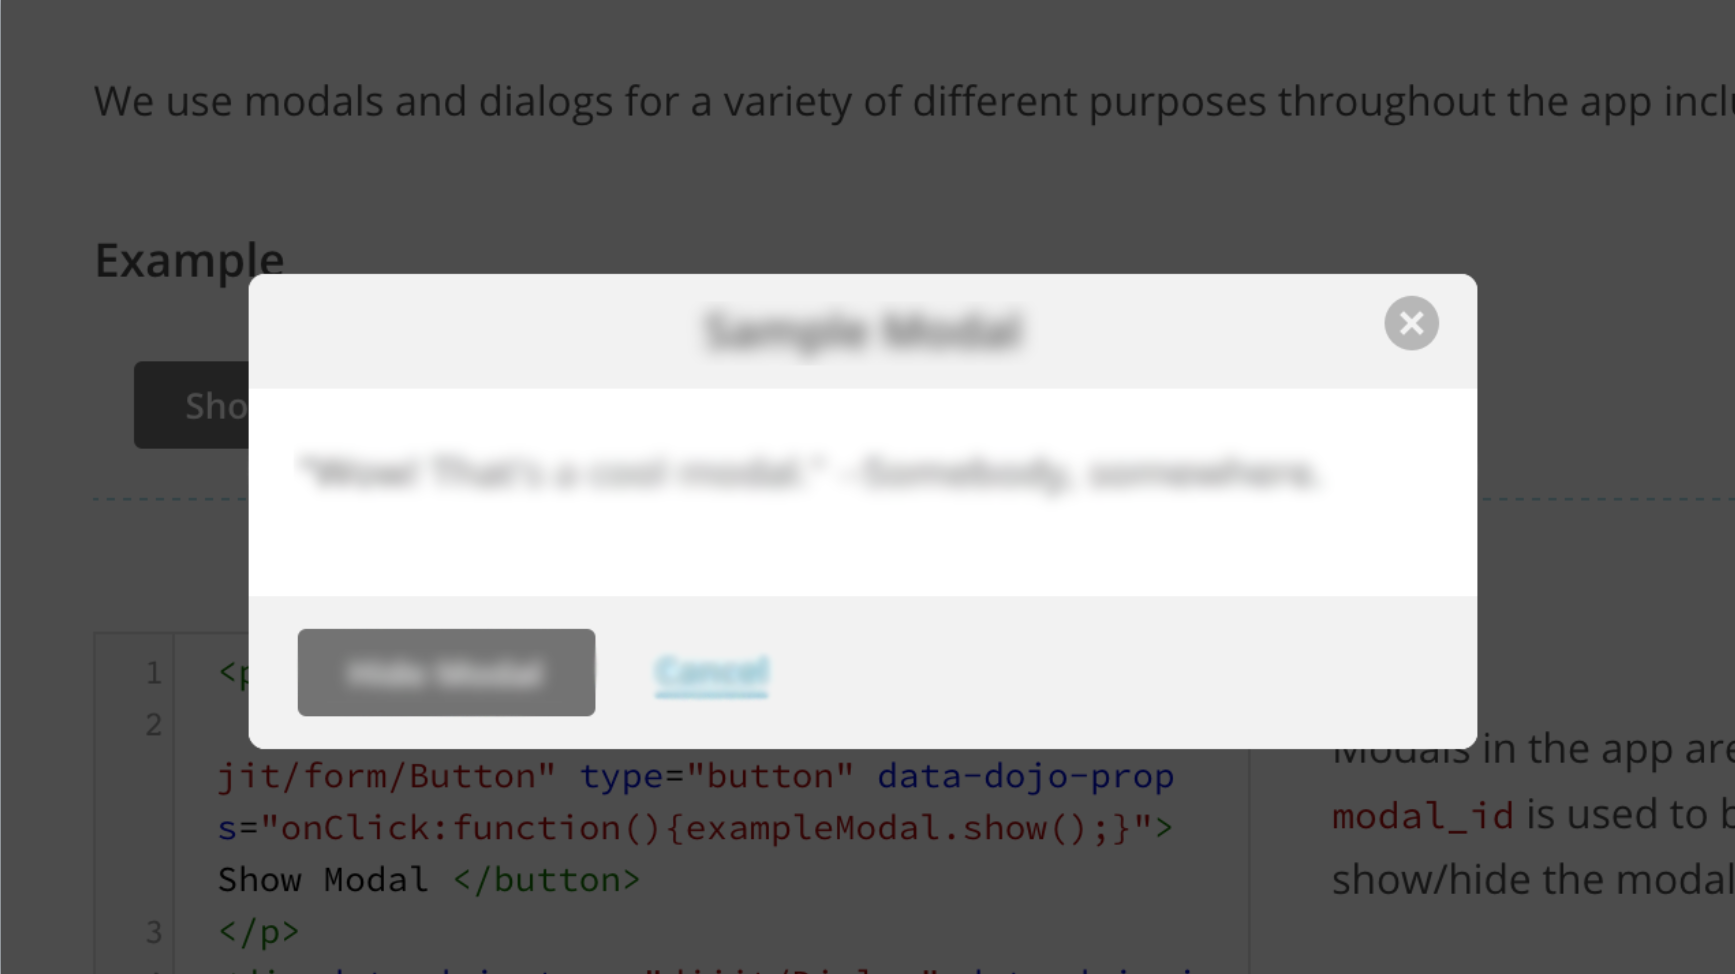 We use modals and dialogs for a variety of different purposes throughout the app
Example
Sample Modal
Sho
"Wow! That's a cool modal." --Somebody, somewhere.
Hide Modal Cancel
1 <p
2
jit/form/Button" type="button" data-dojo-prop
s="onClick:function(){exampleModal.show();}">
Show Modal </button>
3 </p>
Modals in the app are
modal_id is used to b
show/hide the modal